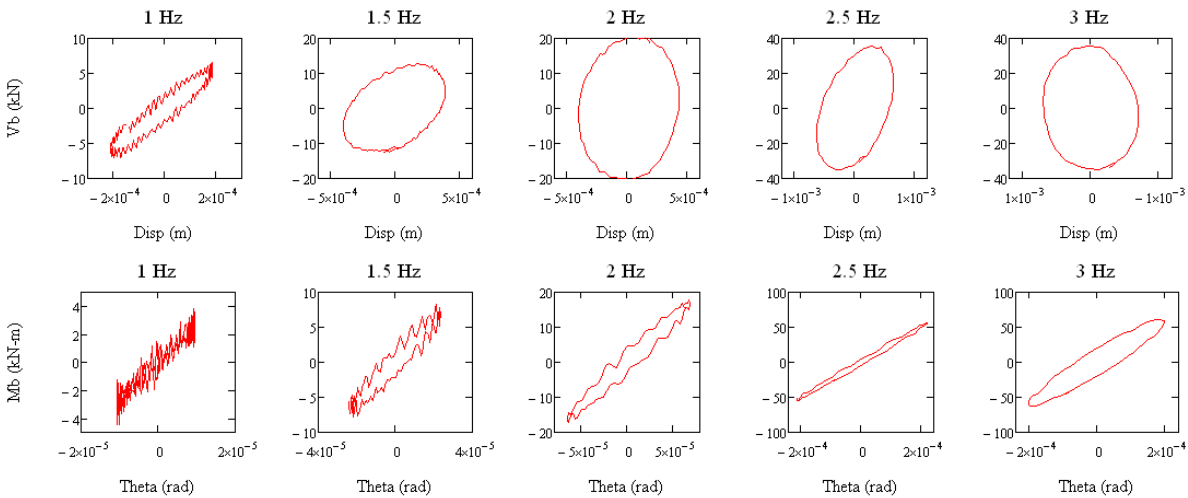 1 Hz 1.5 Hz 2 Hz 2.5 Hz 3 Hz
Vb (kN)
10 20 20 40 40
5 10 10 20 20
0 0 0 0 0
− 5 − 10 − 10 − 20 − 20
− 10 − 20 − 20 − 40 − 40
− 2×10⁻⁴ 0 2×10⁻⁴ − 5×10⁻⁴ 0 5×10⁻⁴ − 5×10⁻⁴ 0 5×10⁻⁴ − 1×10⁻³ 0 1×10⁻³ 1×10⁻³ 0 − 1×10⁻³
Disp (m) Disp (m) Disp (m) Disp (m) Disp (m)
1 Hz 1.5 Hz 2 Hz 2.5 Hz 3 Hz
Mb (kN-m)
10 20 100 100
4
5 10 50 50
2
0 0 0 0 0
− 2
− 5 − 10 − 50 − 50
− 4
− 10 − 20 − 100 − 100
− 2×10⁻⁵ 0 2×10⁻⁵ − 4×10⁻⁵ 0 4×10⁻⁵ − 5×10⁻⁵ 0 5×10⁻⁵ − 2×10⁻⁴ 0 2×10⁻⁴ − 2×10⁻⁴ 0 2×10⁻⁴
Theta (rad) Theta (rad) Theta (rad) Theta (rad) Theta (rad)